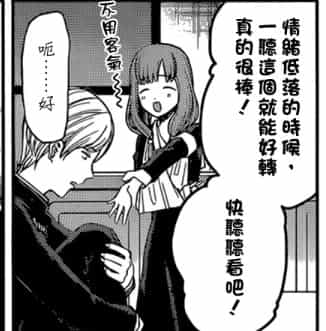 情緒低落的時候，
一聽這個就能好轉
真的很棒！
快聽聽看吧！
不用客氣～
呃……好